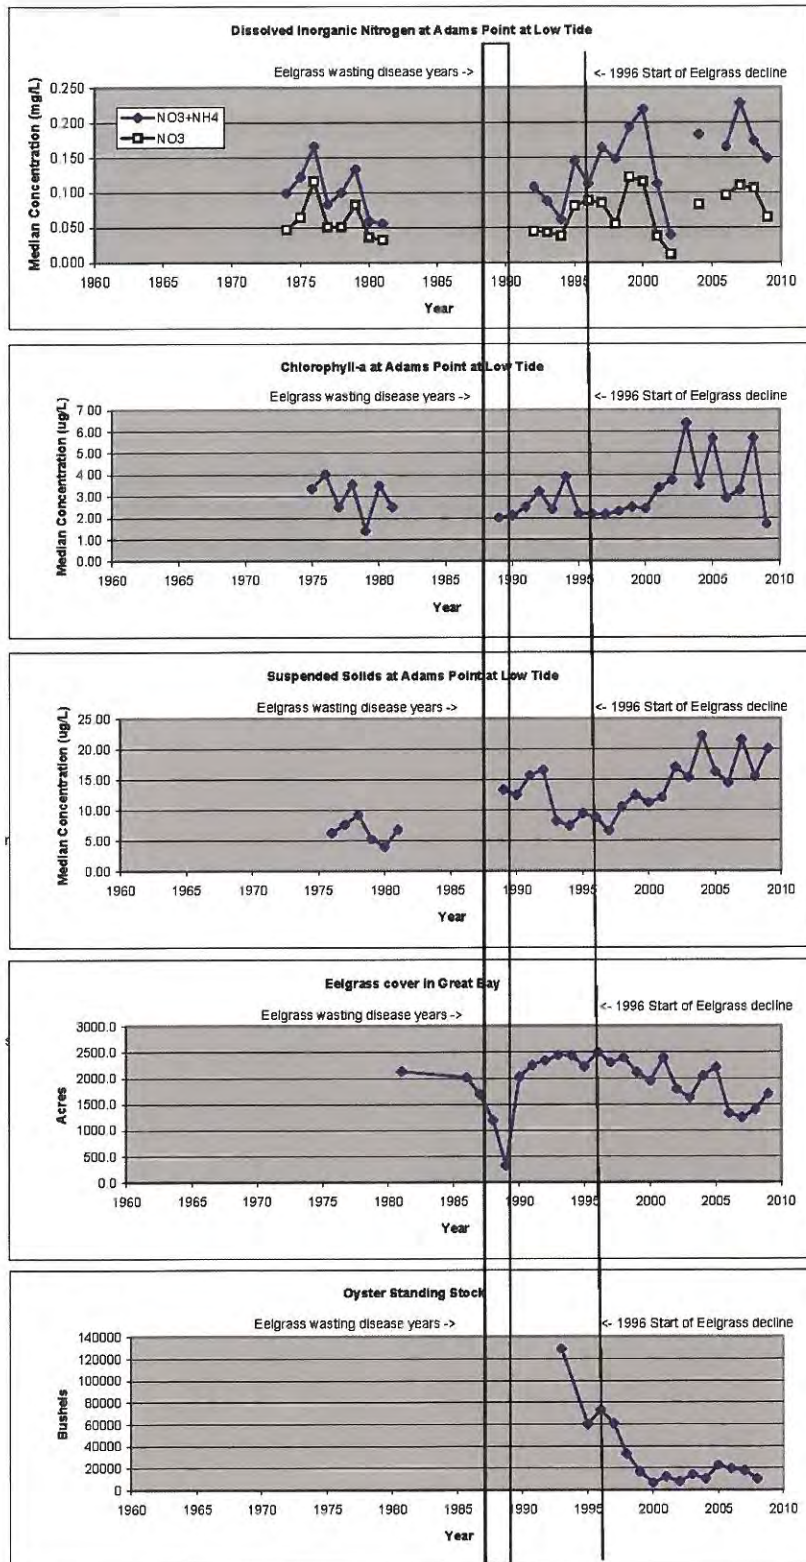 Dissolved Inorganic Nitrogen at Adams Point at Low Tide
Eelgrass wasting disease years ->
<- 1996 Start of Eelgrass decline
Median Concentration (mg/L)
0.250
0.200
0.150
0.100
0.050
0.000
NO3+NH4
NO3
1960 1965 1970 1975 1980 1985 1990 1995 2000 2005 2010
Year
Chlorophyll-a at Adams Point at Low Tide
Eelgrass wasting disease years ->
<- 1996 Start of Eelgrass decline
Median Concentration (ug/L)
7.00
6.00
5.00
4.00
3.00
2.00
1.00
0.00
1960 1965 1970 1975 1980 1985 1990 1995 2000 2005 2010
Year
Suspended Solids at Adams Point at Low Tide
Eelgrass wasting disease years ->
<- 1996 Start of Eelgrass decline
Median Concentration (ug/L)
25.00
20.00
15.00
10.00
5.00
0.00
1960 1965 1970 1975 1980 1985 1990 1995 2000 2005 2010
Year
Eelgrass cover in Great Bay
Eelgrass wasting disease years ->
<- 1996 Start of Eelgrass decline
Acres
3000.0
2500.0
2000.0
1500.0
1000.0
500.0
0.0
1960 1965 1970 1975 1980 1985 1990 1995 2000 2005 2010
Year
Oyster Standing Stock
Eelgrass wasting disease years ->
<- 1996 Start of Eelgrass decline
Bushels
140000
120000
100000
80000
60000
40000
20000
0
1960 1965 1970 1975 1980 1985 1990 1995 2000 2005 2010
Year